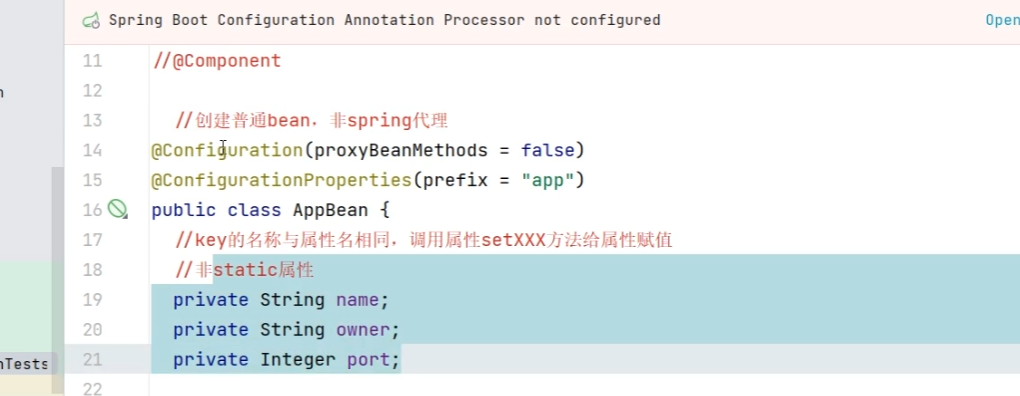 Spring Boot Configuration Annotation Processor not configured
Open
11 //@Component
12
13 //创建普通bean，非spring代理
14 @Configuration(proxyBeanMethods = false)
15 @ConfigurationProperties(prefix = "app")
16 public class AppBean {
17 //key的名称与属性名相同，调用属性setXXX方法给属性赋值
18 //非static属性
19 private String name;
20 private String owner;
21 private Integer port;
22
nTests